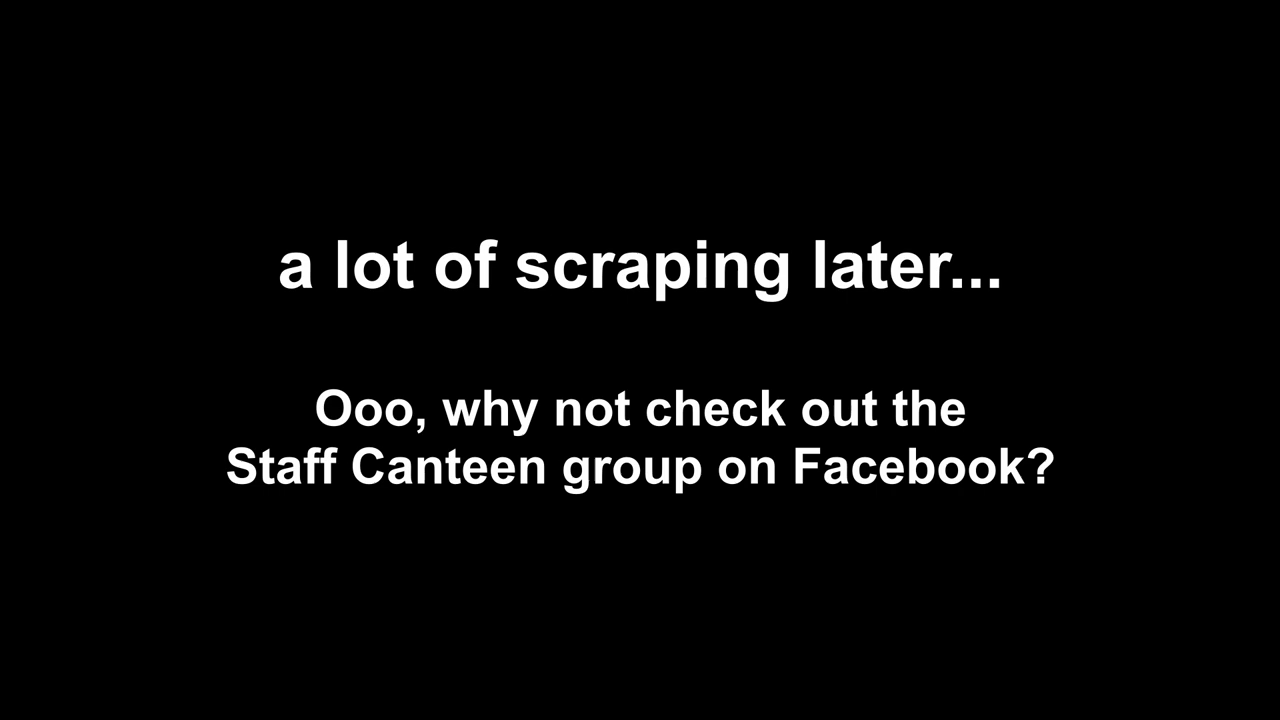 a lot of scraping later...
Ooo, why not check out the
Staff Canteen group on Facebook?